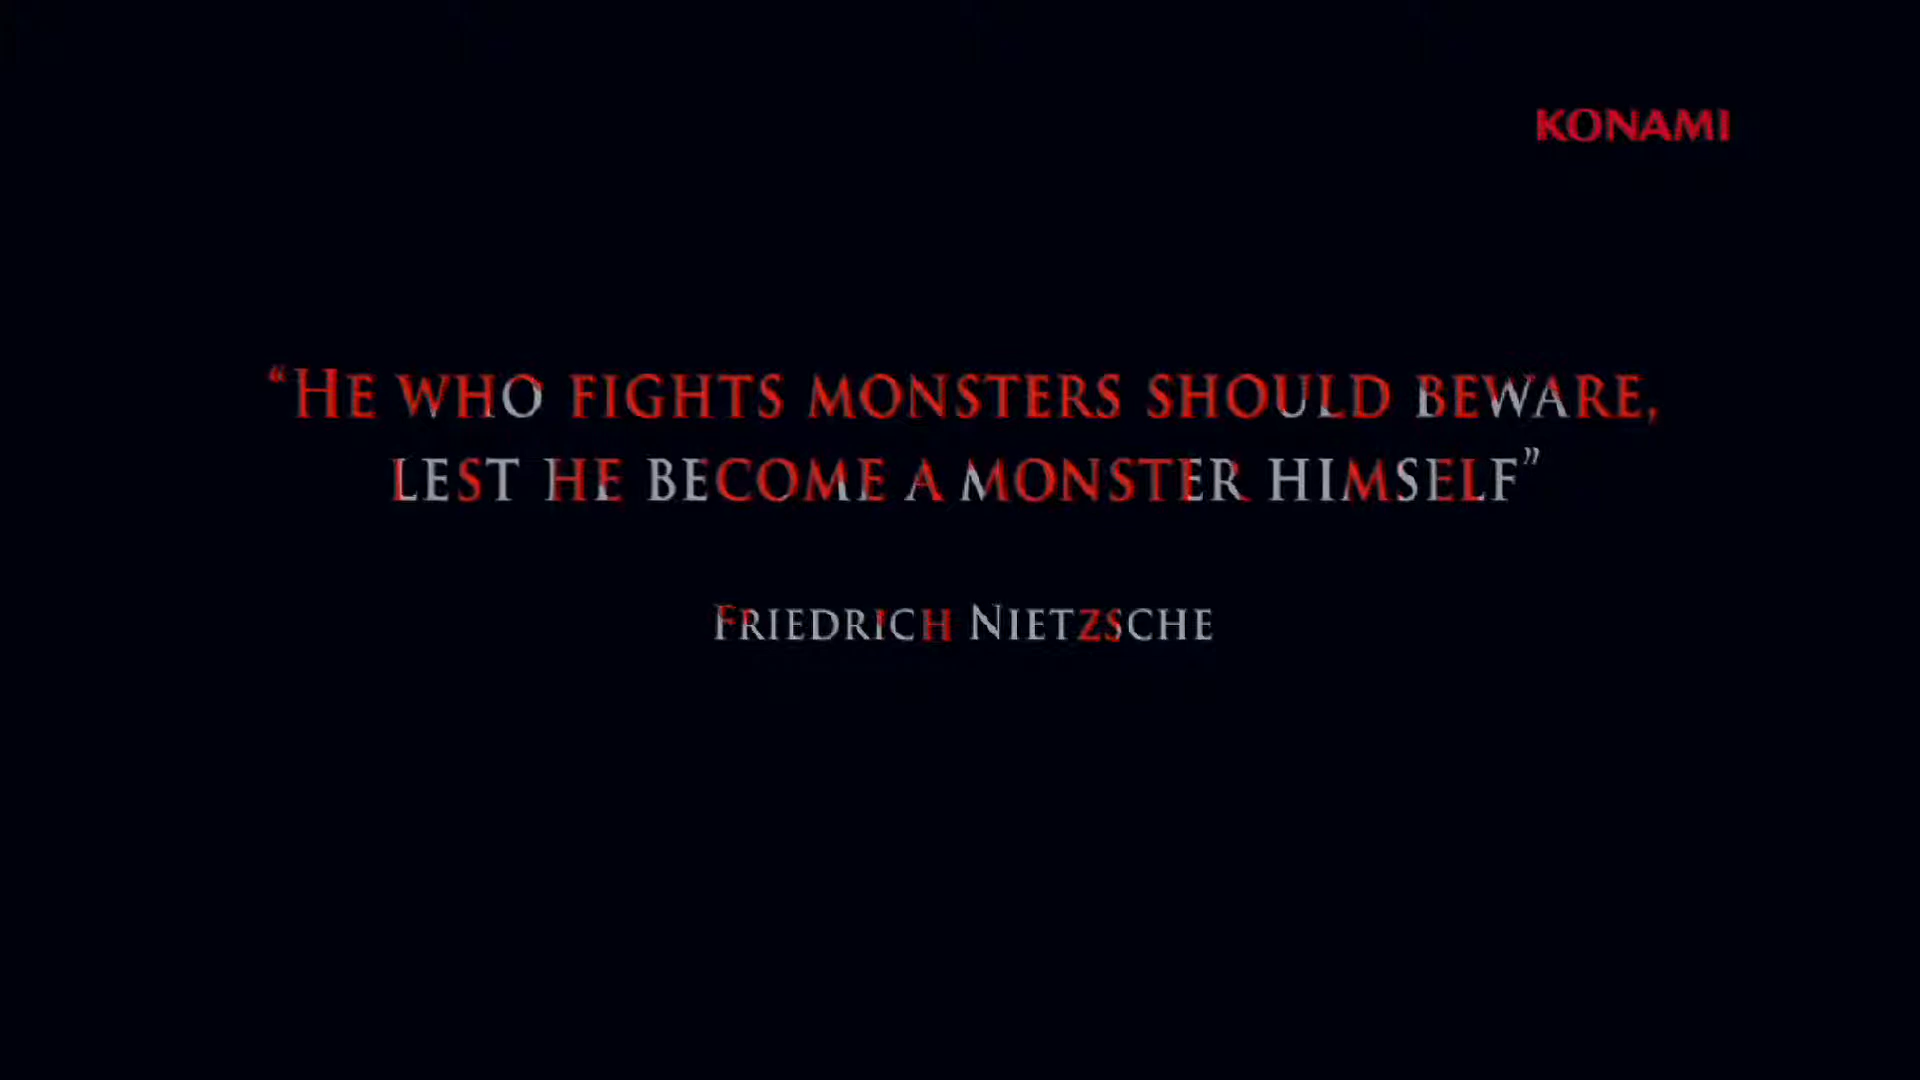 KONAMI
“HE WHO FIGHTS MONSTERS SHOULD BEWARE,
LEST HE BECOME A MONSTER HIMSELF”
FRIEDRICH NIETZSCHE